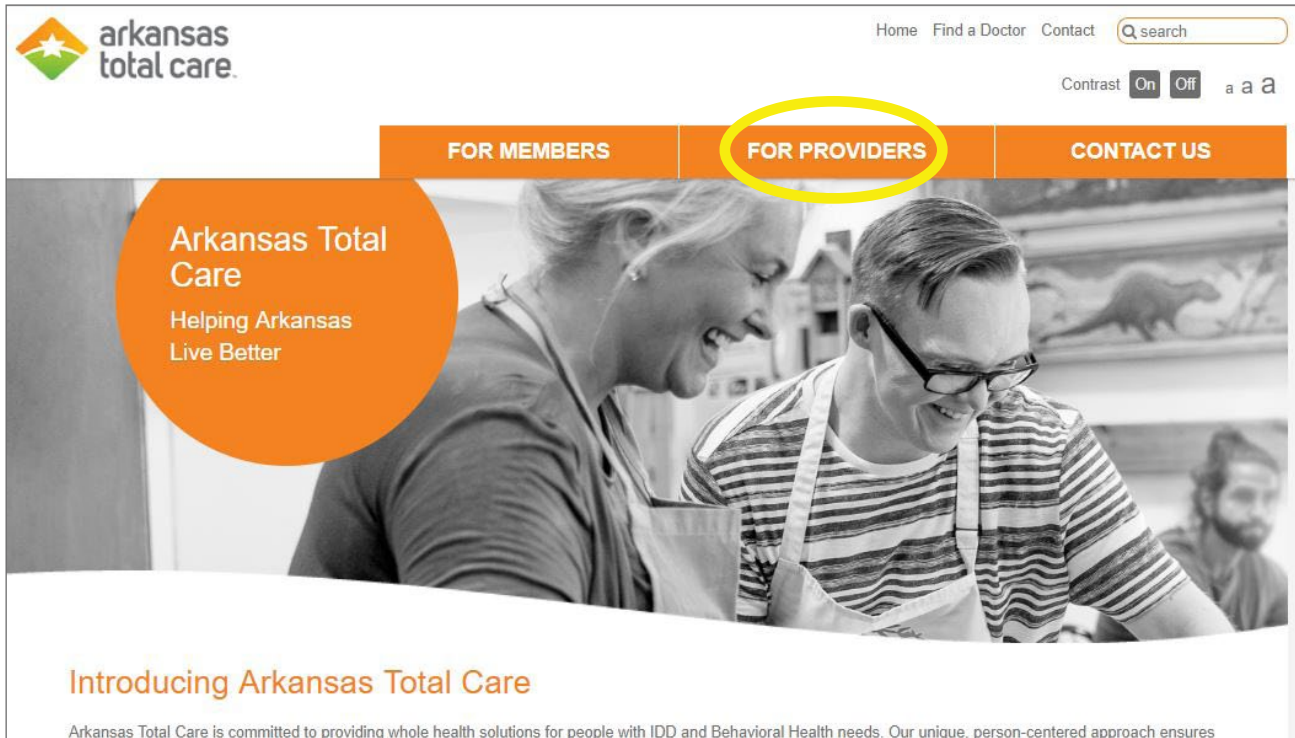 arkansas
total care.
Home Find a Doctor Contact search
Contrast On Off a a a
FOR MEMBERS FOR PROVIDERS CONTACT US
Arkansas Total
Care
Helping Arkansas
Live Better
Introducing Arkansas Total Care
Arkansas Total Care is committed to providing whole health solutions for people with IDD and Behavioral Health needs. Our unique, person-centered approach ensures